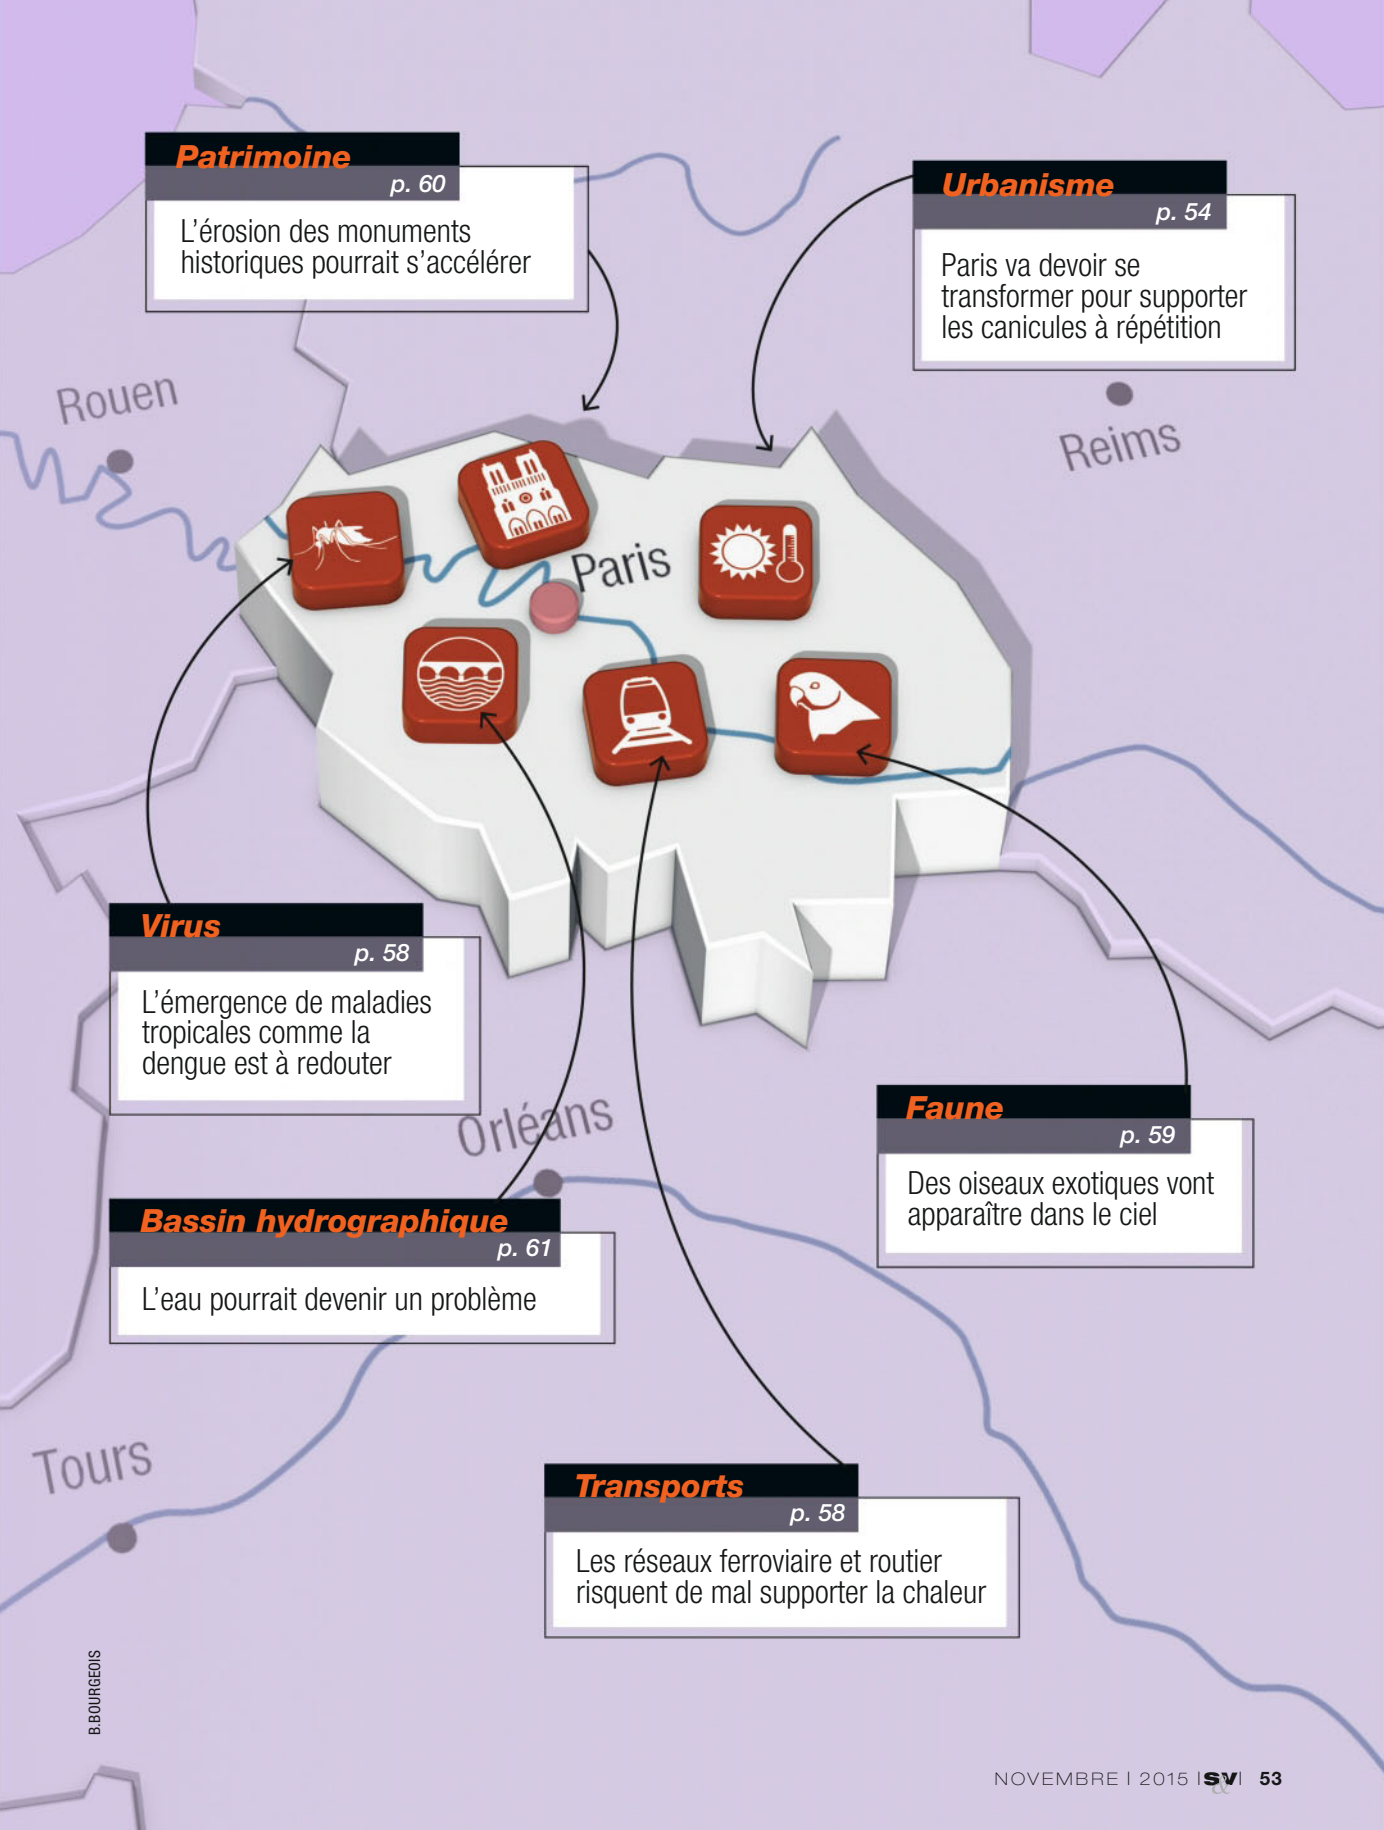 Patrimoine
p. 60
L'érosion des monuments
historiques pourrait s'accélérer
Urbanisme
p. 54
Paris va devoir se
transformer pour supporter
les canicules à répétition
Rouen
Reims
Paris
Virus
p. 58
L'émergence de maladies
tropicales comme la
dengue est à redouter
Orléans
Faune
p. 59
Des oiseaux exotiques vont
apparaître dans le ciel
Bassin hydrographique
p. 61
L'eau pourrait devenir un problème
Tours
Transports
p. 58
Les réseaux ferroviaire et routier
risquent de mal supporter la chaleur
B.BOURGEOIS
NOVEMBRE | 2015 | S&V | 53